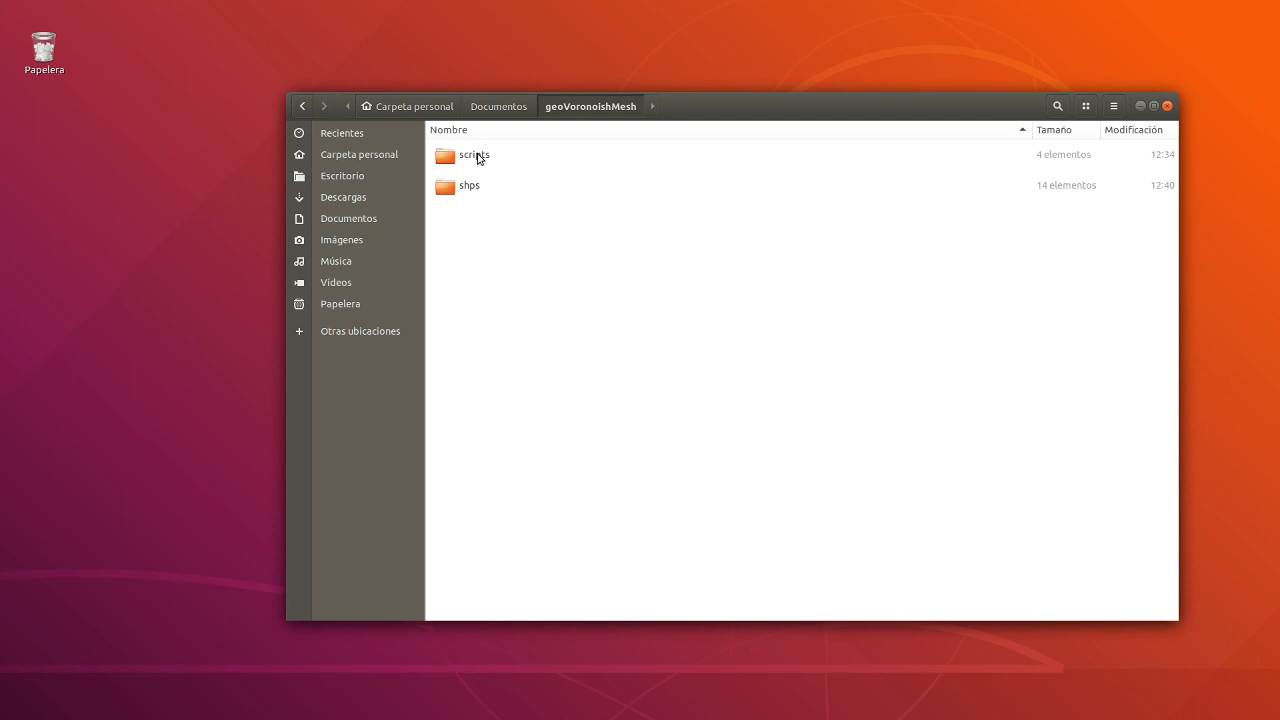 Papelera
Carpeta personal Documentos geoVoronoishMesh
Recientes
Carpeta personal
Escritorio
Descargas
Documentos
Imágenes
Música
Vídeos
Papelera
Otras ubicaciones
Nombre Tamaño Modificación
scripts 4 elementos 12:34
shps 14 elementos 12:40